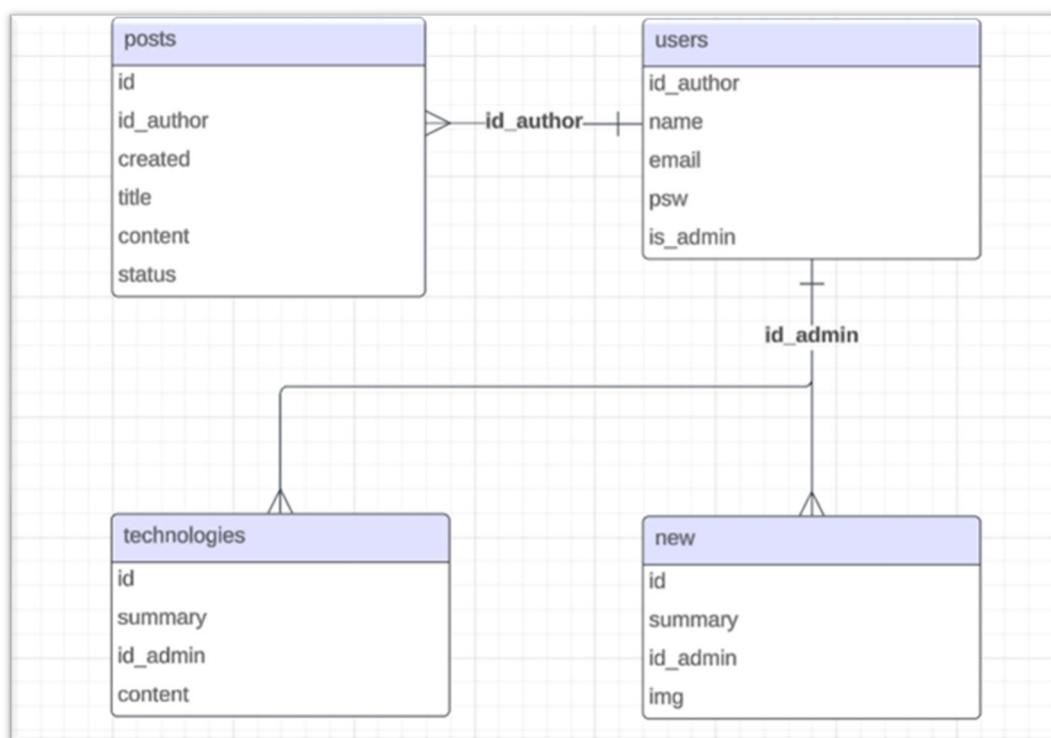 posts
id
id_author
created
title
content
status
id_author
users
id_author
name
email
psw
is_admin
id_admin
technologies
id
summary
id_admin
content
new
id
summary
id_admin
img